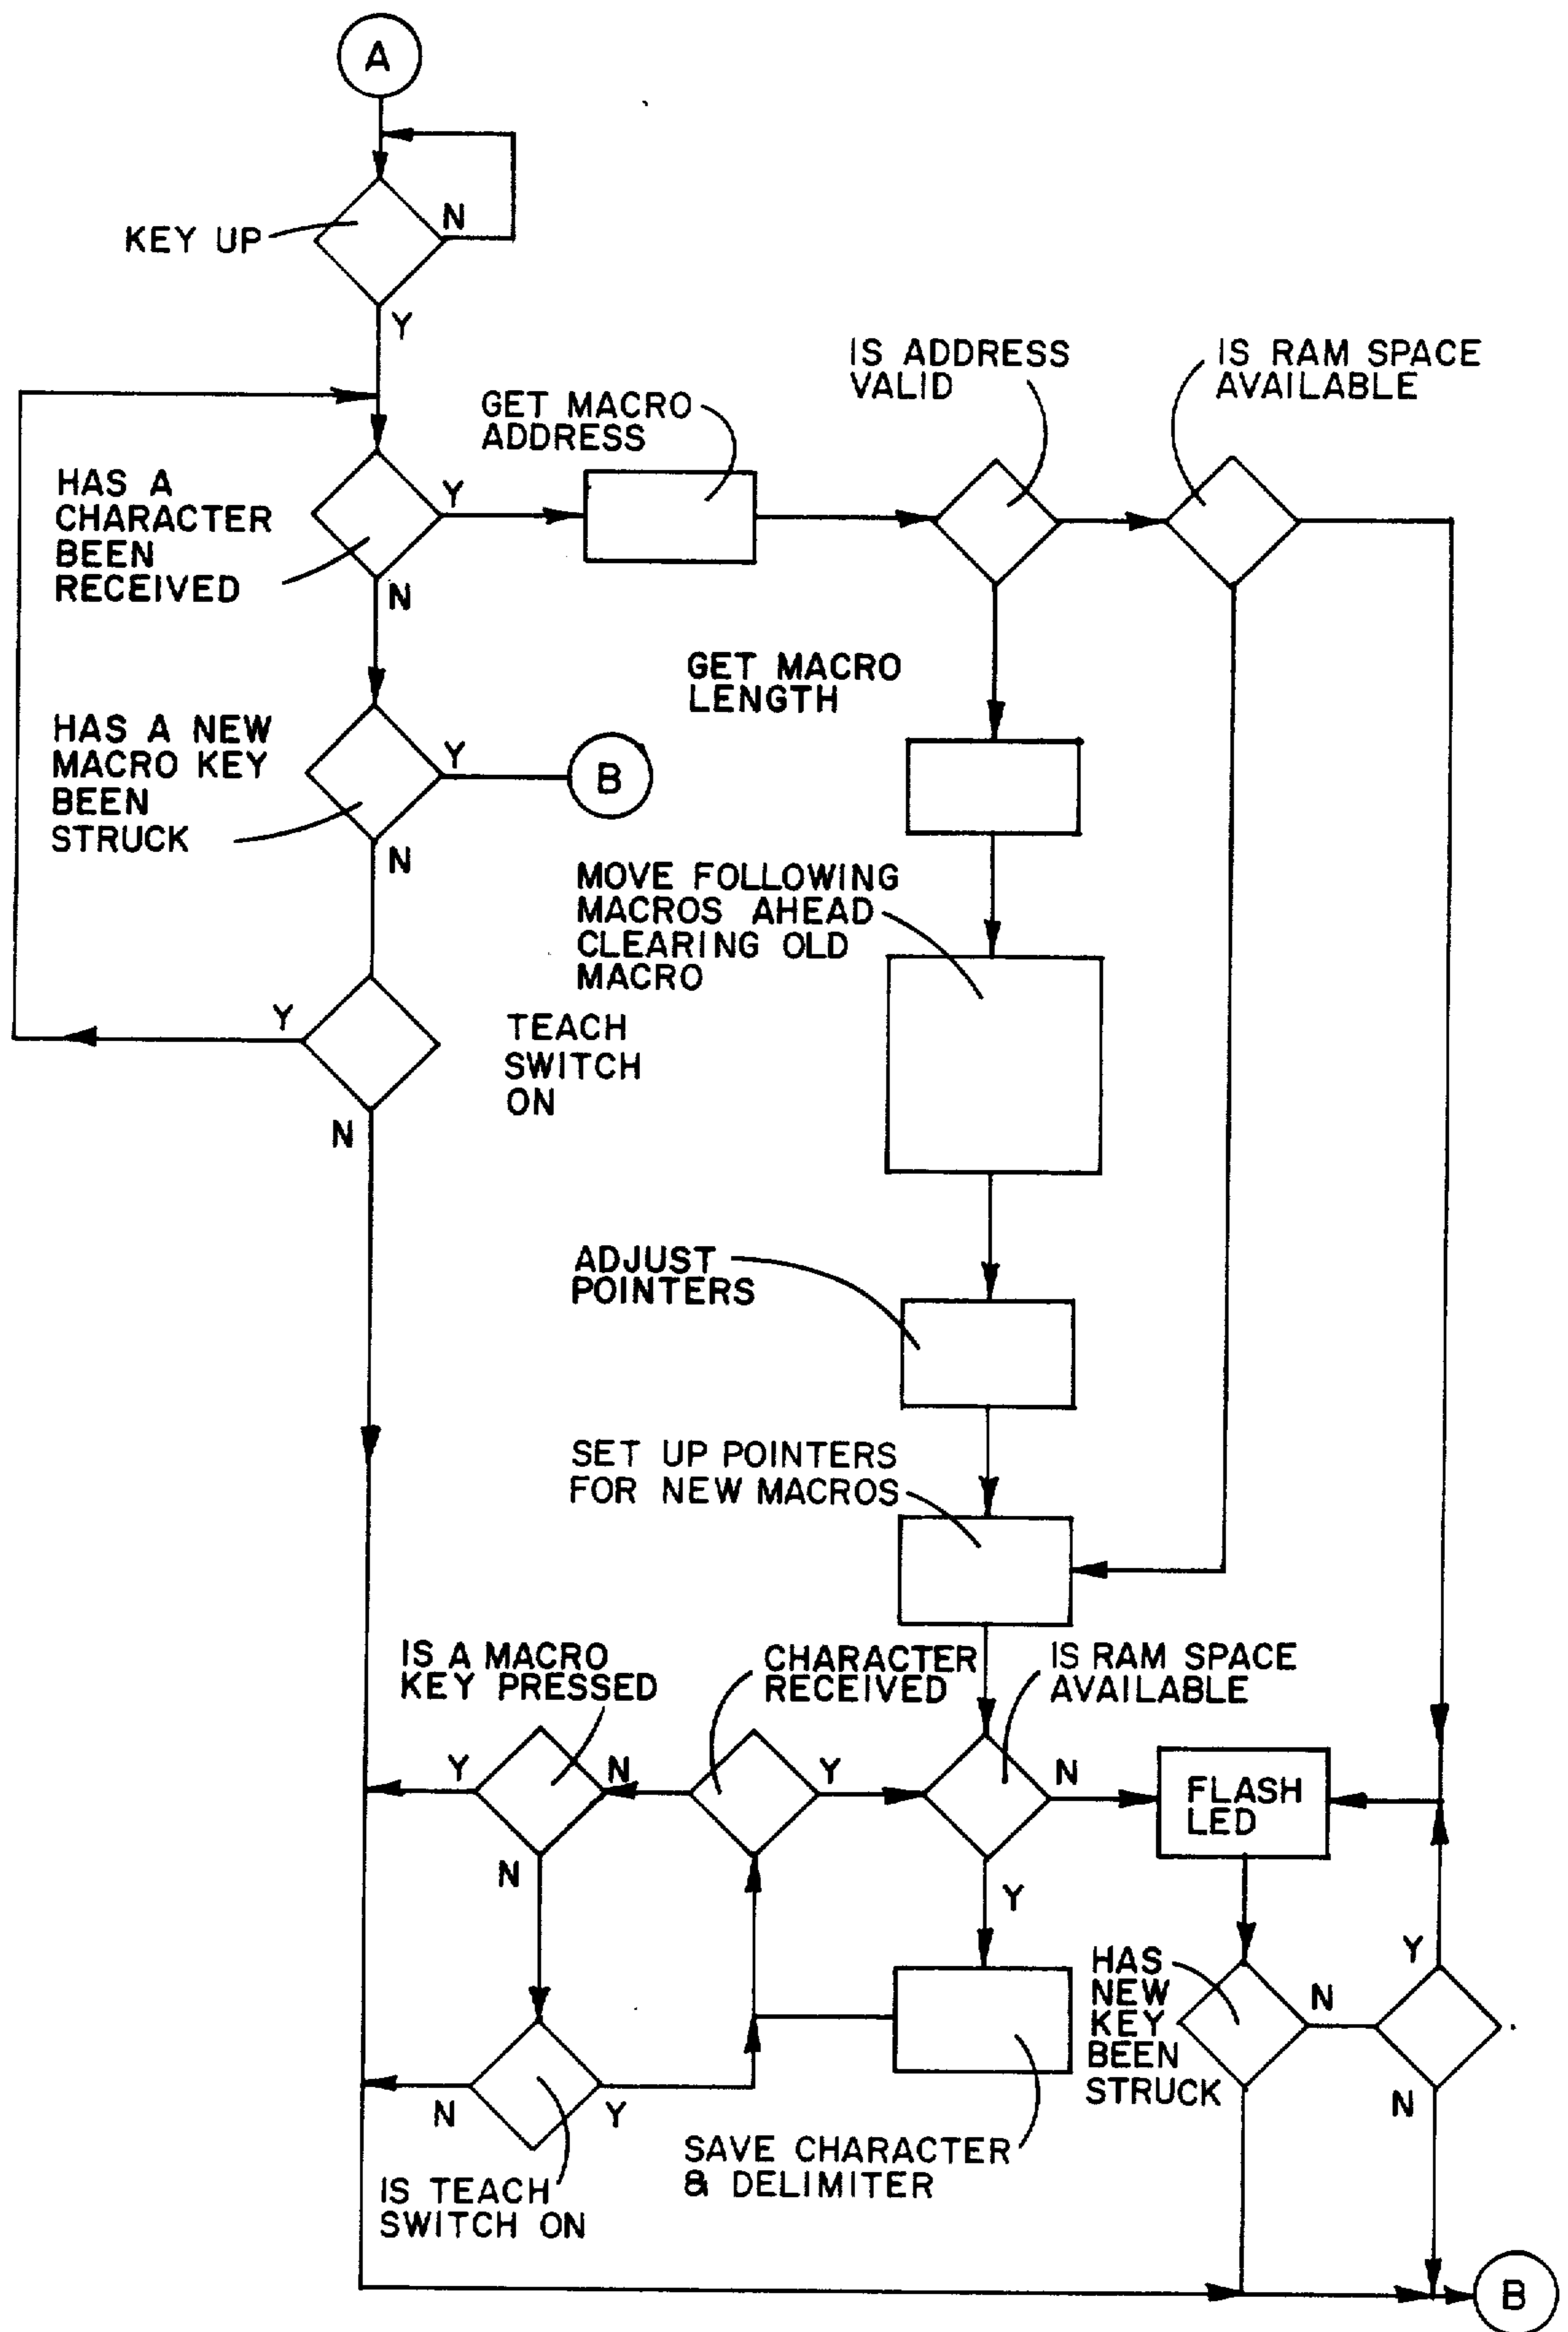 A
KEY UP
N
Y
IS ADDRESS
VALID
IS RAM SPACE
AVAILABLE
GET MACRO
ADDRESS
HAS A
CHARACTER
BEEN
RECEIVED
Y
N
GET MACRO
LENGTH
HAS A NEW
MACRO KEY
BEEN
STRUCK
Y
B
N
MOVE FOLLOWING
MACROS AHEAD
CLEARING OLD
MACRO
Y
TEACH
SWITCH
ON
N
ADJUST
POINTERS
SET UP POINTERS
FOR NEW MACROS
IS A MACRO
KEY PRESSED
CHARACTER
RECEIVED
IS RAM SPACE
AVAILABLE
Y
N
Y
N
FLASH
LED
N
Y
HAS
NEW
KEY
BEEN
STRUCK
N
Y
N
N
Y
SAVE CHARACTER
& DELIMITER
IS TEACH
SWITCH ON
B